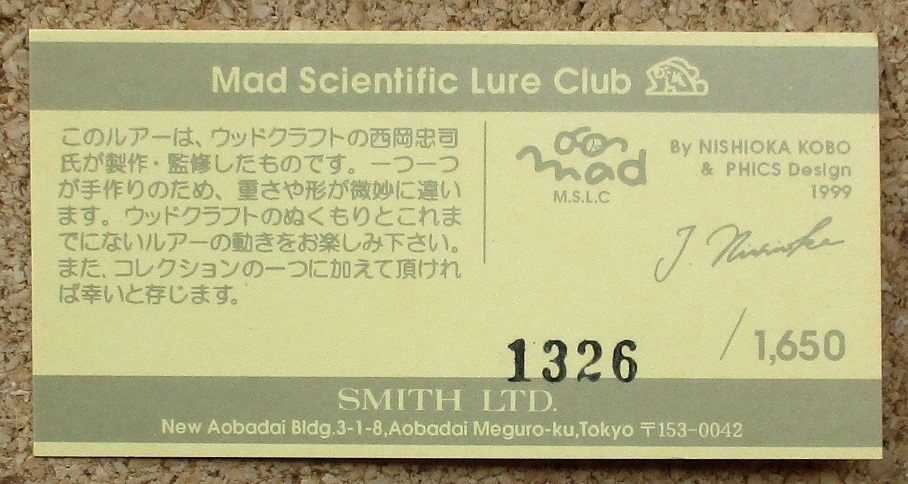 Mad Scientific Lure Club
このルアーは、ウッドクラフトの西岡忠司
氏が製作・監修したものです。一つ一つ
が手作りのため、重さや形が微妙に違い
ます。ウッドクラフトのぬくもりとこれま
でにないルアーの動きをお楽しみ下さい。
また、コレクションの一つに加えて頂けれ
ば幸いと存じます。
mad
M.S.L.C
By NISHIOKA KOBO
& PHICS Design
1999
J. Nishioka
1326 / 1,650
SMITH LTD.
New Aobadai Bldg.3-1-8,Aobadai Meguro-ku,Tokyo 〒153-0042